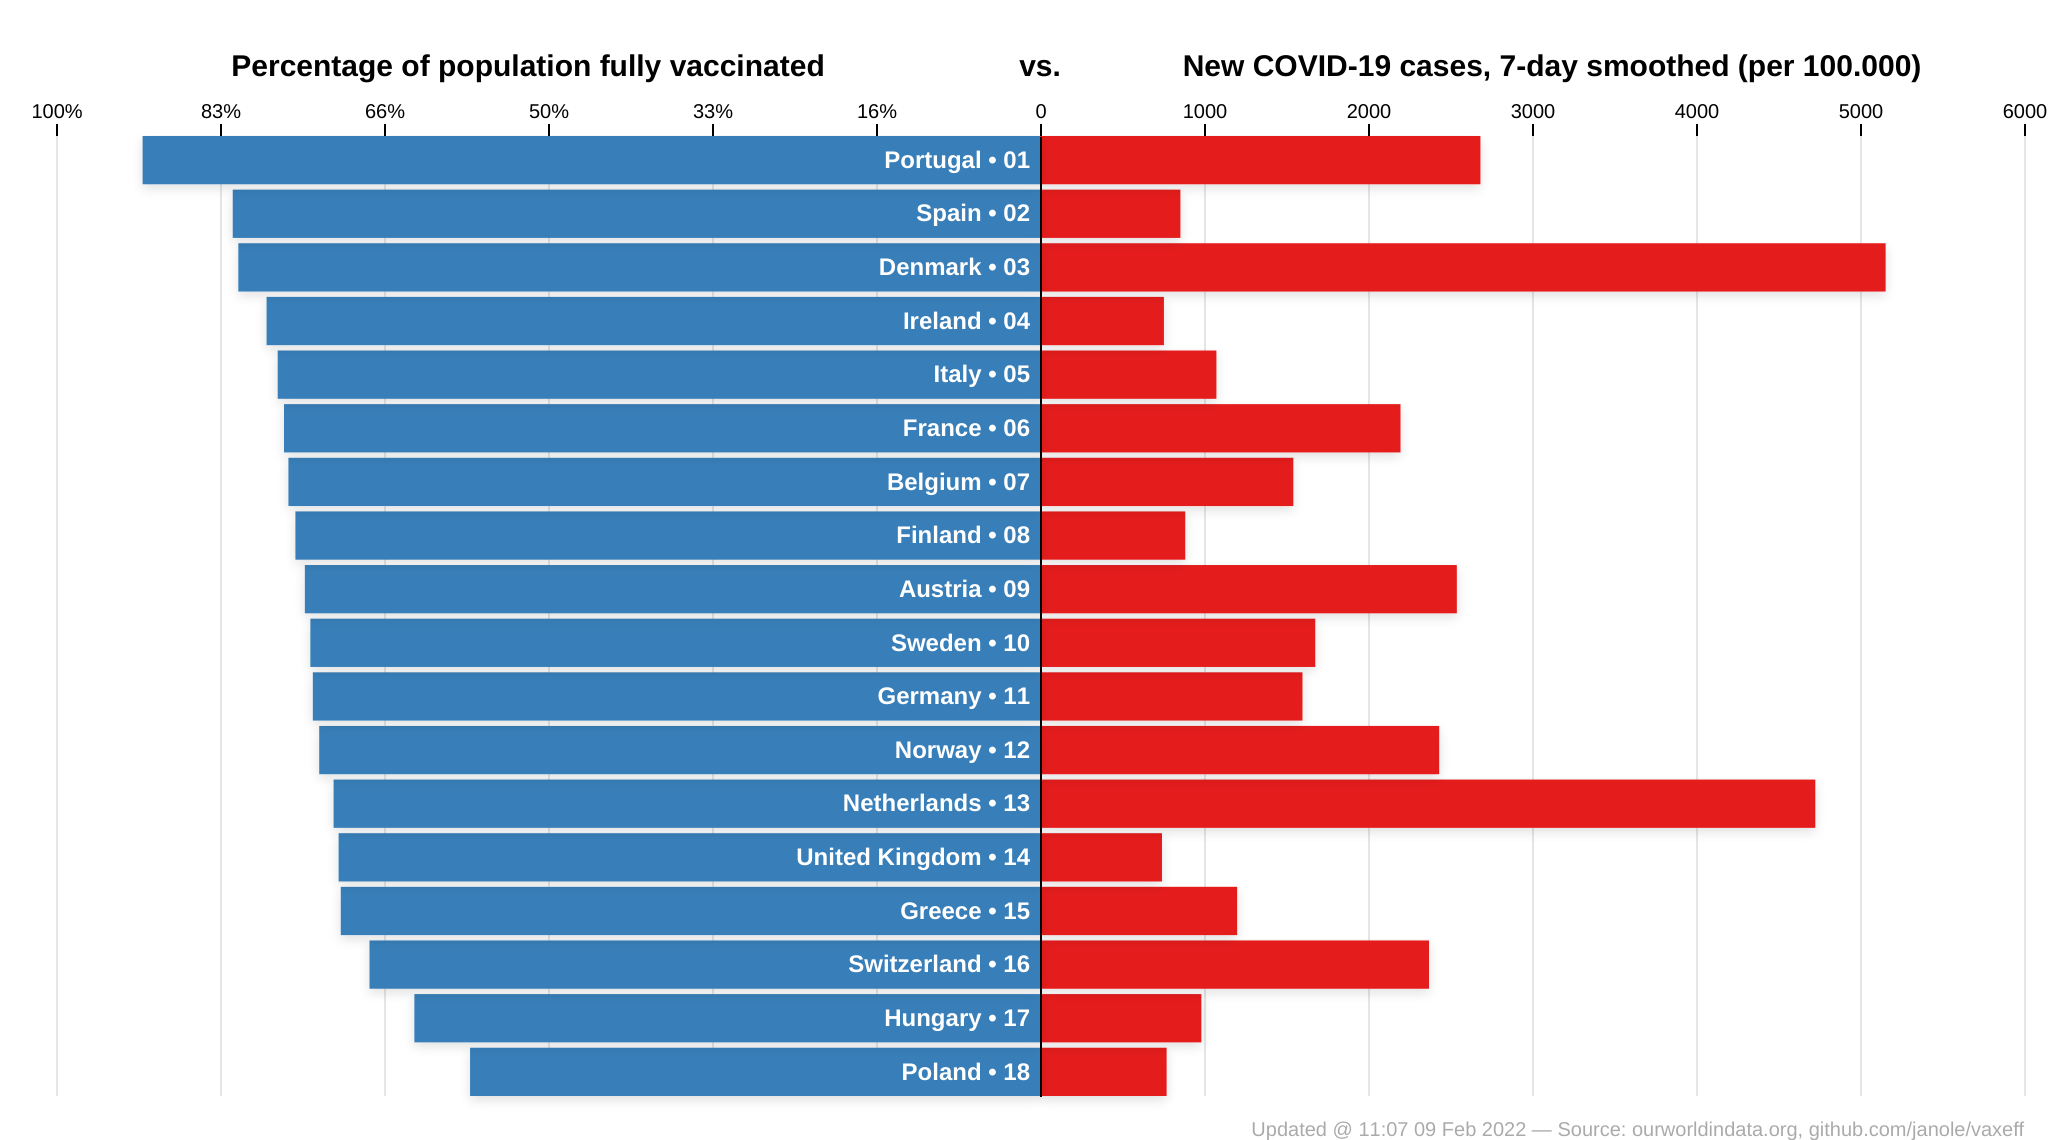 Percentage of population fully vaccinated vs. New COVID-19 cases, 7-day smoothed (per 100.000)
100% 83% 66% 50% 33% 16% 0 1000 2000 3000 4000 5000 6000
Portugal • 01
Spain • 02
Denmark • 03
Ireland • 04
Italy • 05
France • 06
Belgium • 07
Finland • 08
Austria • 09
Sweden • 10
Germany • 11
Norway • 12
Netherlands • 13
United Kingdom • 14
Greece • 15
Switzerland • 16
Hungary • 17
Poland • 18
Updated @ 11:07 09 Feb 2022 — Source: ourworldindata.org, github.com/janole/vaxeff